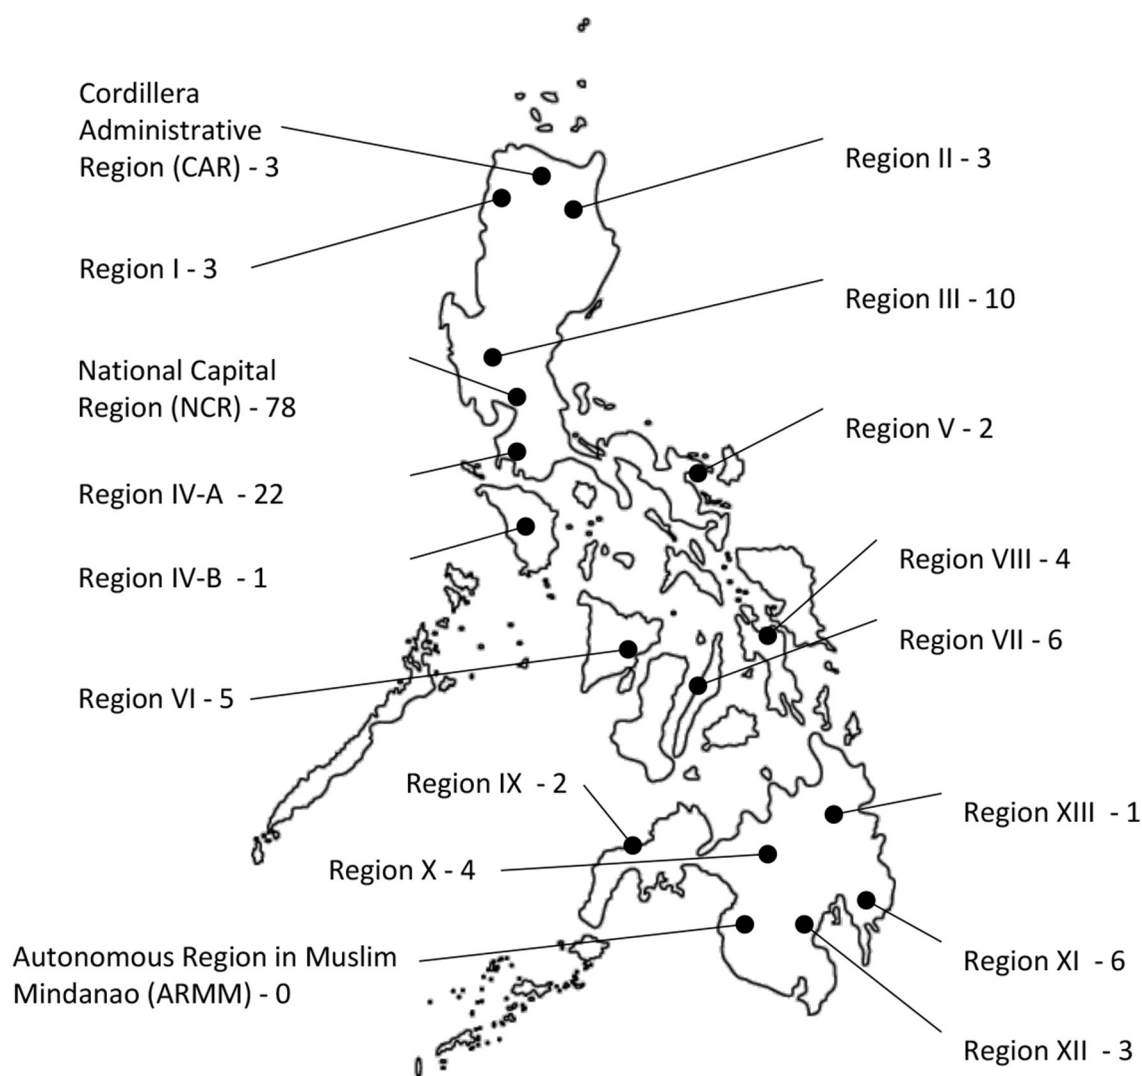 Cordillera
Administrative
Region (CAR) - 3
Region II - 3
Region I - 3
Region III - 10
National Capital
Region (NCR) - 78
Region V - 2
Region IV-A - 22
Region VIII - 4
Region IV-B - 1
Region VII - 6
Region VI - 5
Region IX - 2
Region XIII - 1
Region X - 4
Autonomous Region in Muslim
Mindanao (ARMM) - 0
Region XI - 6
Region XII - 3